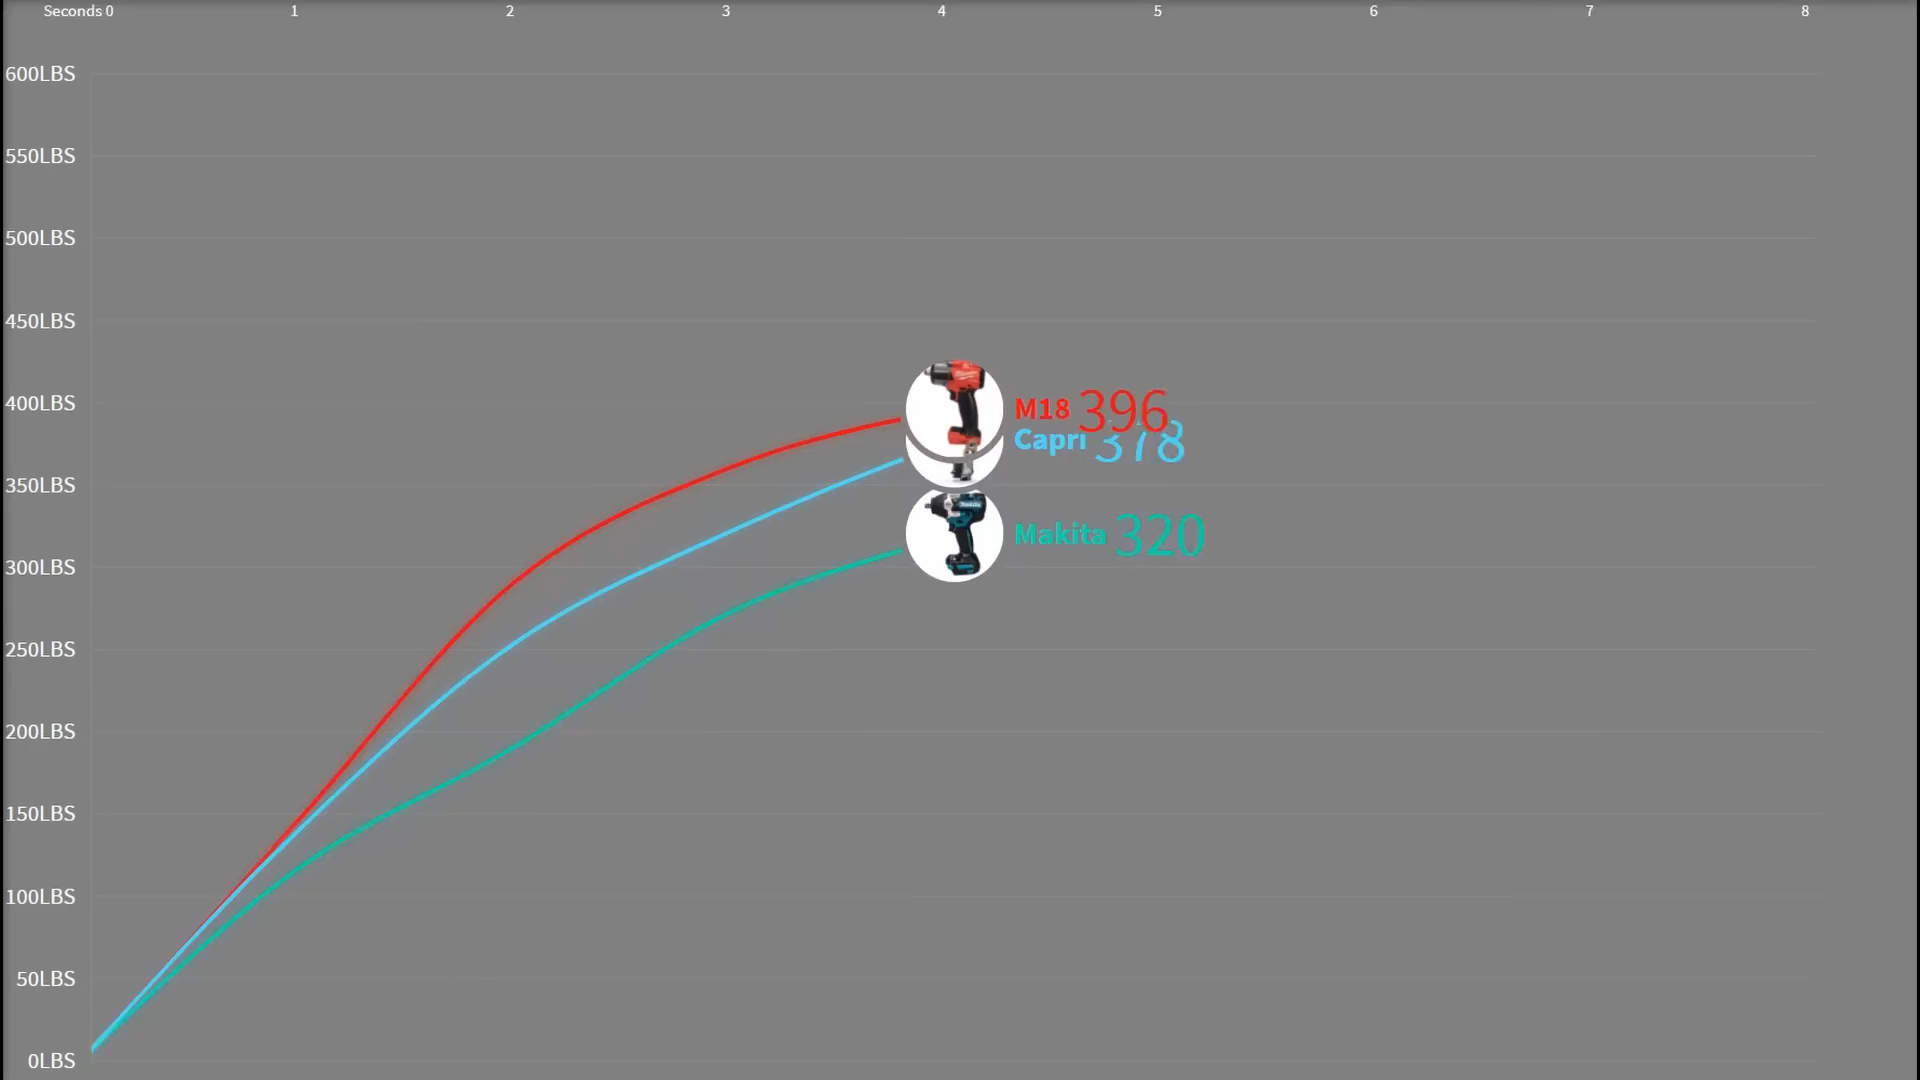 Seconds 0 1 2 3 4 5 6 7 8
600LBS
550LBS
500LBS
450LBS
400LBS
M18 396
Capri 378
350LBS
Makita 320
300LBS
250LBS
200LBS
150LBS
100LBS
50LBS
0LBS